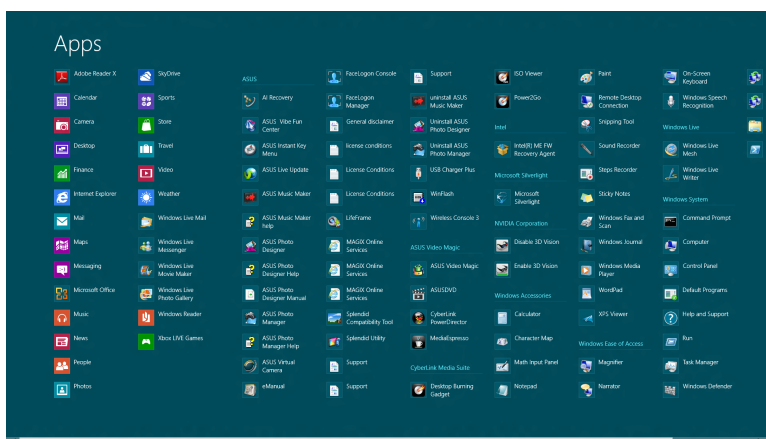 Apps
Adobe Reader X
Calendar
Camera
Desktop
Finance
Internet Explorer
Mail
Maps
Messaging
Microsoft Office
Music
News
People
Photos
SkyDrive
Sports
Store
Travel
Video
Weather
Windows Live Mail
Windows Live
Messenger
Windows Live
Movie Maker
Windows Live
Photo Gallery
Windows Reader
Xbox LIVE Games
ASUS
AI Recovery
ASUS Vibe Fun
Center
ASUS Instant Key
Menu
ASUS Live Update
ASUS Music Maker
ASUS Music Maker
help
ASUS Photo
Designer
ASUS Photo
Designer Help
ASUS Photo
Designer Manual
ASUS Photo
Manager
ASUS Photo
Manager Help
ASUS Virtual
Camera
eManual
FaceLogon Console
FaceLogon
Manager
General disclaimer
license conditions
License Conditions
License Conditions
LifeFrame
MAGIX Online
Services
MAGIX Online
Services
MAGIX Online
Services
Splendid
Compatibility Tool
Splendid Utility
Support
Support
Support
uninstall ASUS
Music Maker
Uninstall ASUS
Photo Designer
Uninstall ASUS
Photo Manager
USB Charger Plus
WinFlash
Wireless Console 3
ASUS Video Magic
ASUS Video Magic
ASUSDVD
CyberLink
PowerDirector
MediaEspresso
CyberLink Media Suite
Desktop Burning
Gadget
ISO Viewer
Power2Go
Intel
Intel(R) ME FW
Recovery Agent
Microsoft Silverlight
Microsoft
Silverlight
NVIDIA Corporation
Disable 3D Vision
Enable 3D Vision
Windows Accessories
Calculator
Character Map
Math Input Panel
Notepad
Paint
Remote Desktop
Connection
Snipping Tool
Sound Recorder
Steps Recorder
Sticky Notes
Windows Fax and
Scan
Windows Journal
Windows Media
Player
WordPad
XPS Viewer
Windows Ease of Access
Magnifier
Narrator
On-Screen
Keyboard
Windows Speech
Recognition
Windows Live
Windows Live
Mesh
Windows Live
Writer
Windows System
Command Prompt
Computer
Control Panel
Default Programs
Help and Support
Run
Task Manager
Windows Defender